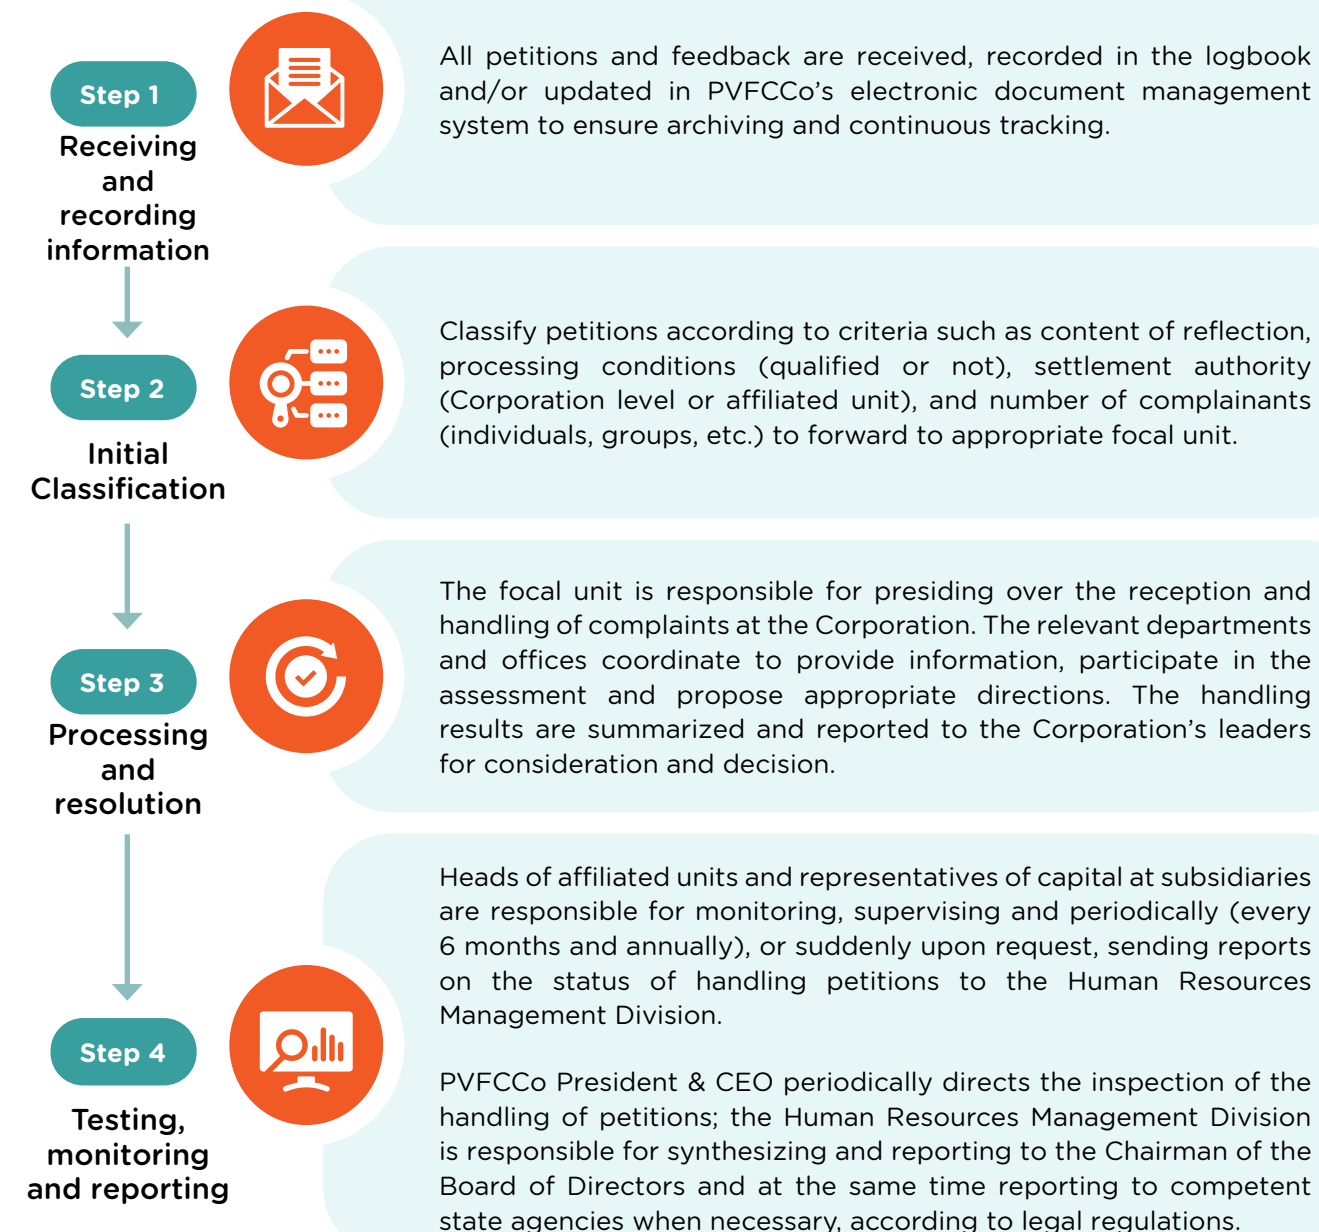 Step 1
Receiving
and
recording
information
All petitions and feedback are received, recorded in the logbook
and/or updated in PVFCCo's electronic document management
system to ensure archiving and continuous tracking.
Step 2
Initial
Classification
Classify petitions according to criteria such as content of reflection,
processing conditions (qualified or not), settlement authority
(Corporation level or affiliated unit), and number of complainants
(individuals, groups, etc.) to forward to appropriate focal unit.
Step 3
Processing
and
resolution
The focal unit is responsible for presiding over the reception and
handling of complaints at the Corporation. The relevant departments
and offices coordinate to provide information, participate in the
assessment and propose appropriate directions. The handling
results are summarized and reported to the Corporation's leaders
for consideration and decision.
Step 4
Testing,
monitoring
and reporting
Heads of affiliated units and representatives of capital at subsidiaries
are responsible for monitoring, supervising and periodically (every
6 months and annually), or suddenly upon request, sending reports
on the status of handling petitions to the Human Resources
Management Division.
PVFCCo President & CEO periodically directs the inspection of the
handling of petitions; the Human Resources Management Division
is responsible for synthesizing and reporting to the Chairman of the
Board of Directors and at the same time reporting to competent
state agencies when necessary, according to legal regulations.